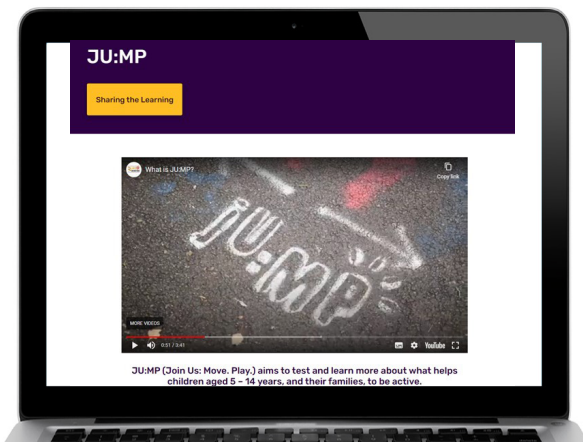 JU:MP
Sharing the Learning
What is JU:MP?
Copy link
JU:MP
MORE VIDEOS
0:51 / 3:41
YouTube
JU:MP (Join Us: Move. Play.) aims to test and learn more about what helps
children aged 5 – 14 years, and their families, to be active.